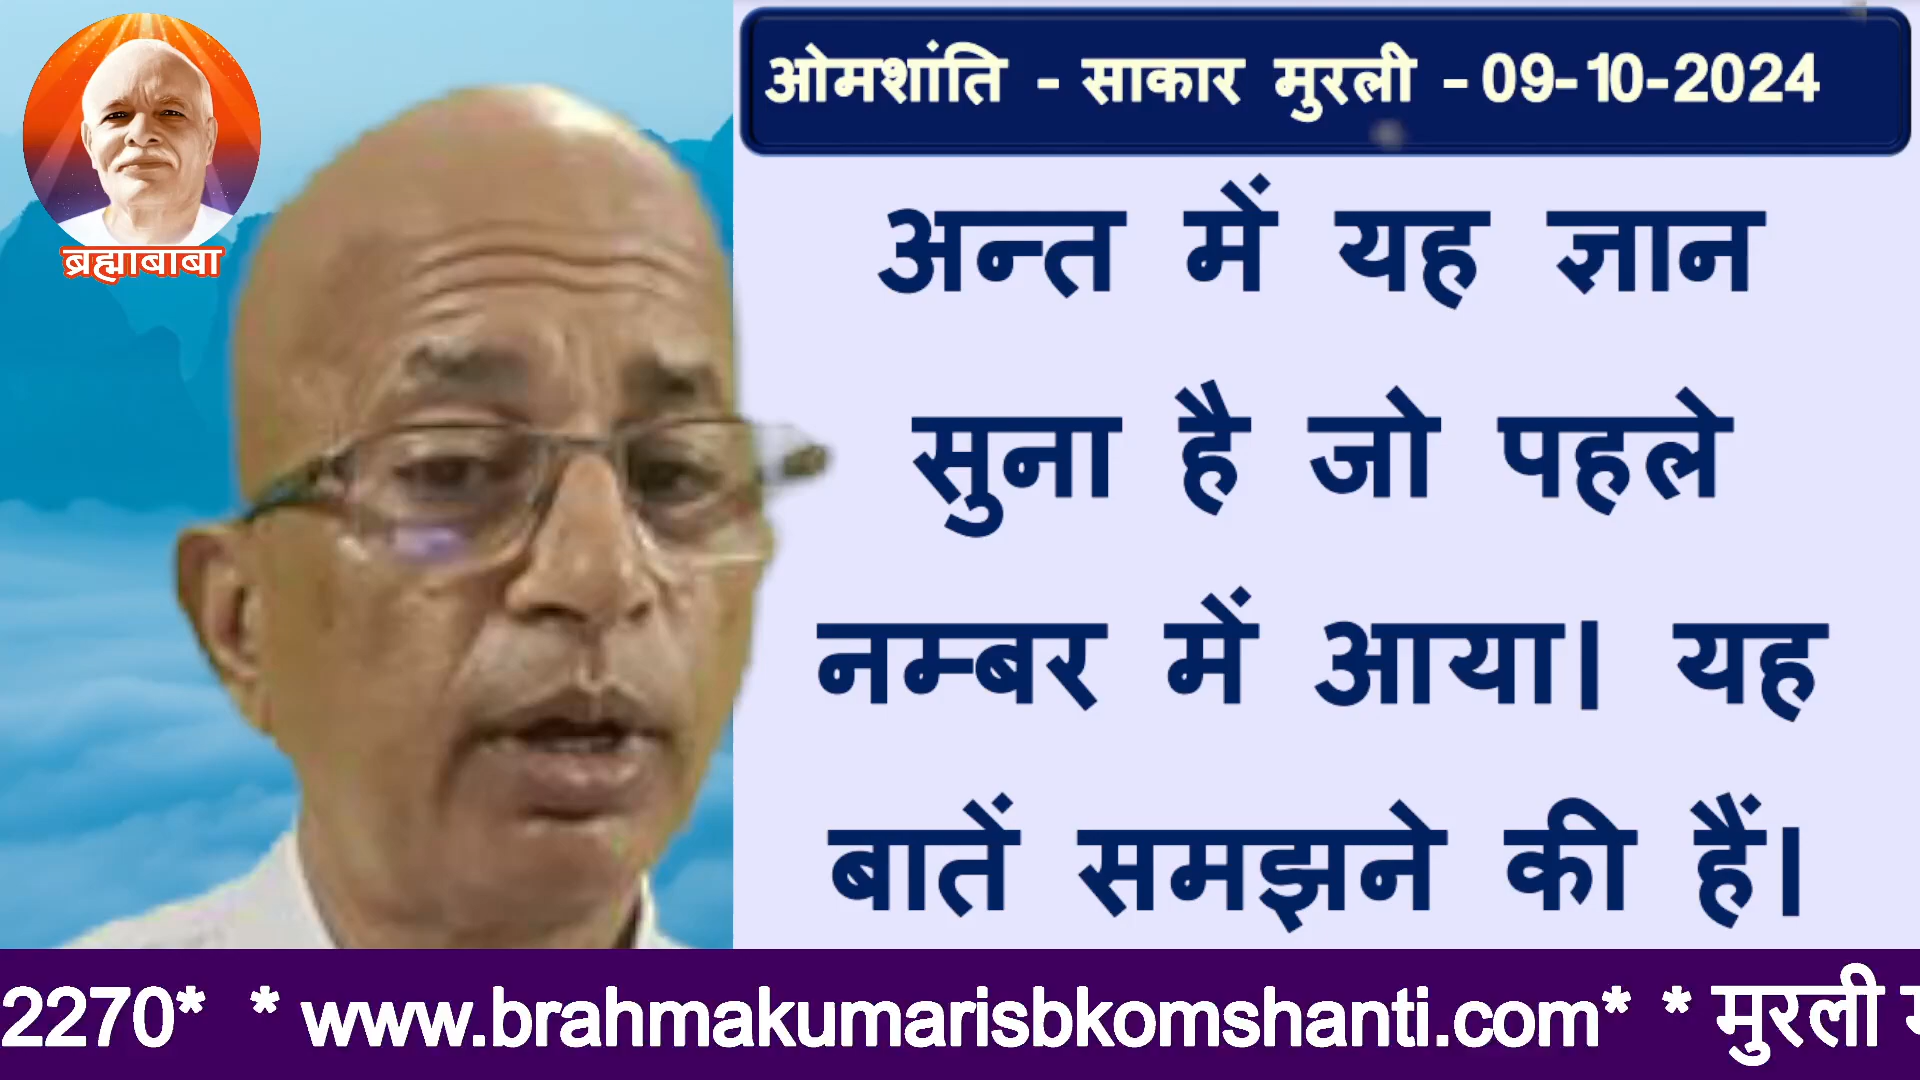 ब्रह्माबाबा
ओमशांति - साकार मुरली - 09-10-2024
अन्त में यह ज्ञान
सुना है जो पहले
नम्बर में आया। यह
बातें समझने की हैं।
2270* * www.brahmakumarisbkomshanti.com* * मुरली